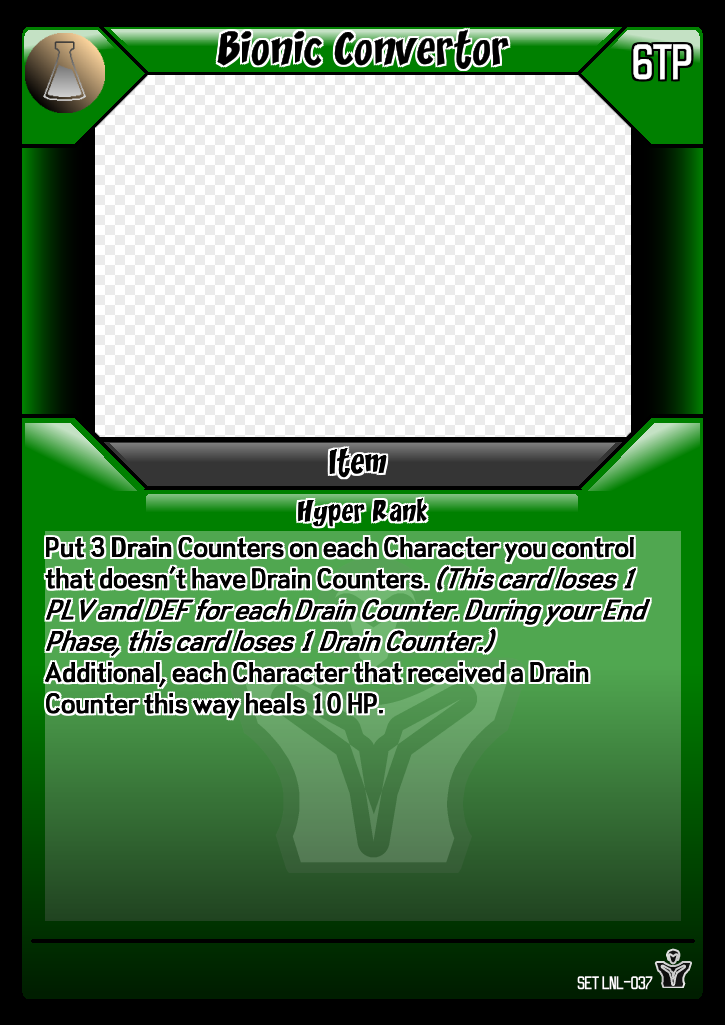 Bionic Convertor
6TP
Item
Hyper Rank
Put 3 Drain Counters on each Character you control
that doesn't have Drain Counters. (This card loses 1
PLV and DEF for each Drain Counter. During your End
Phase, this card loses 1 Drain Counter.)
Additional, each Character that received a Drain
Counter this way heals 10 HP.
SET LNL-037